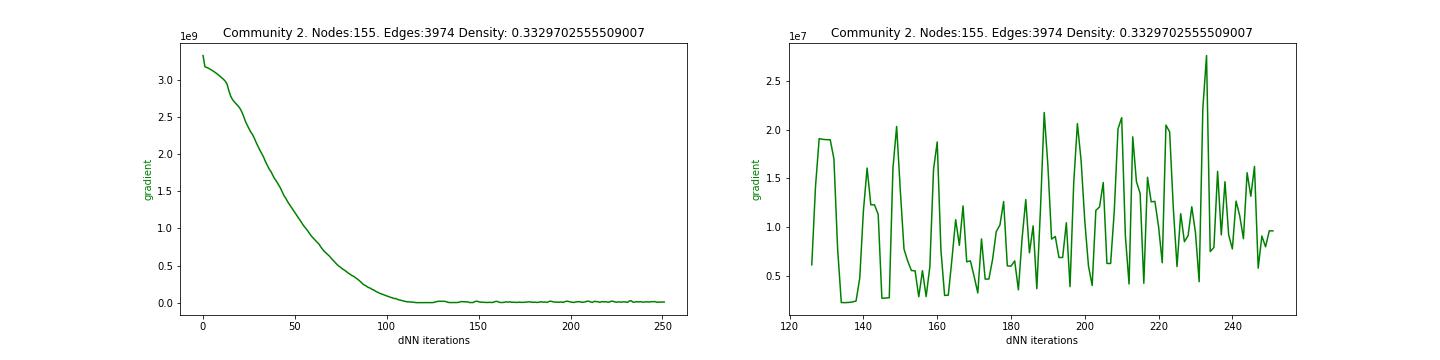 Community 2. Nodes:155. Edges:3974 Density: 0.3329702555509007
1e9
3.0
2.5
2.0
1.5
1.0
0.5
0.0
gradient
0 50 100 150 200 250
dNN iterations
Community 2. Nodes:155. Edges:3974 Density: 0.3329702555509007
1e7
2.5
2.0
1.5
1.0
0.5
gradient
120 140 160 180 200 220 240
dNN iterations